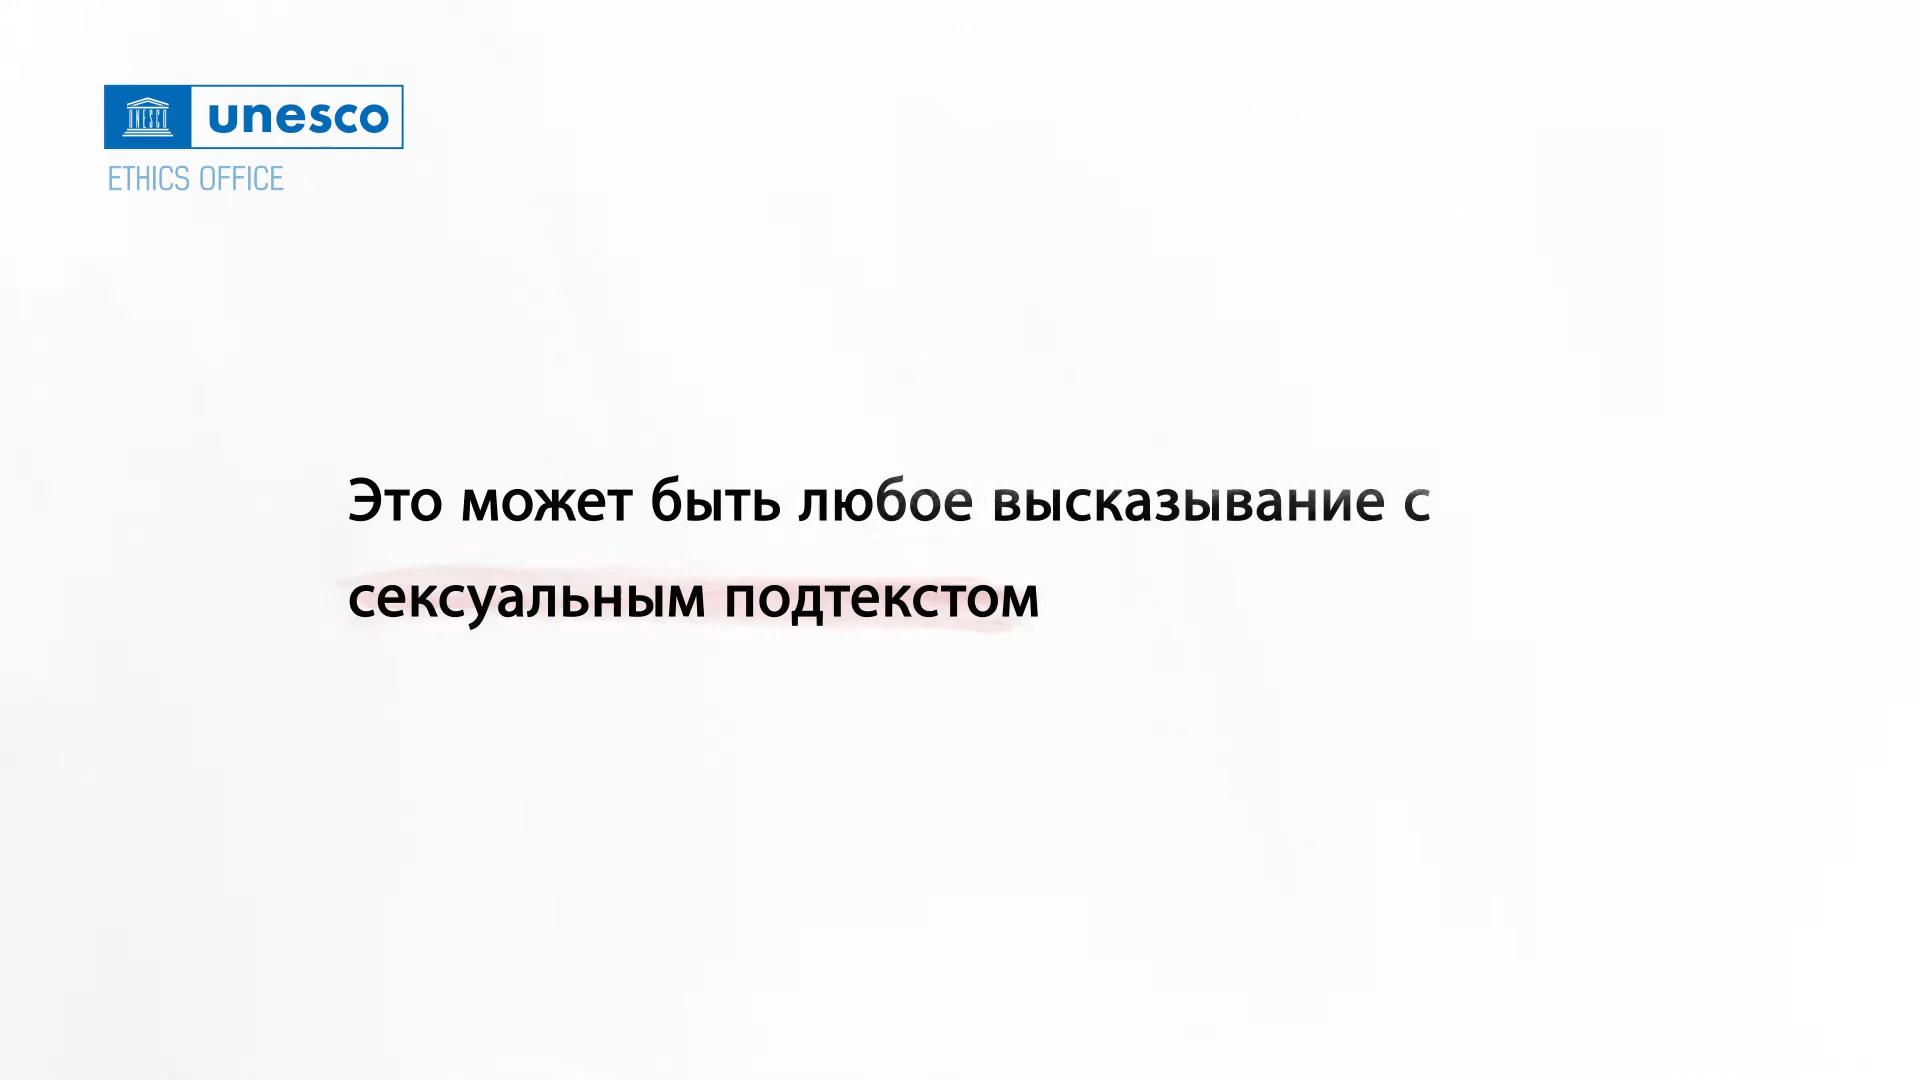 unesco
ETHICS OFFICE
Это может быть любое высказывание с
сексуальным подтекстом